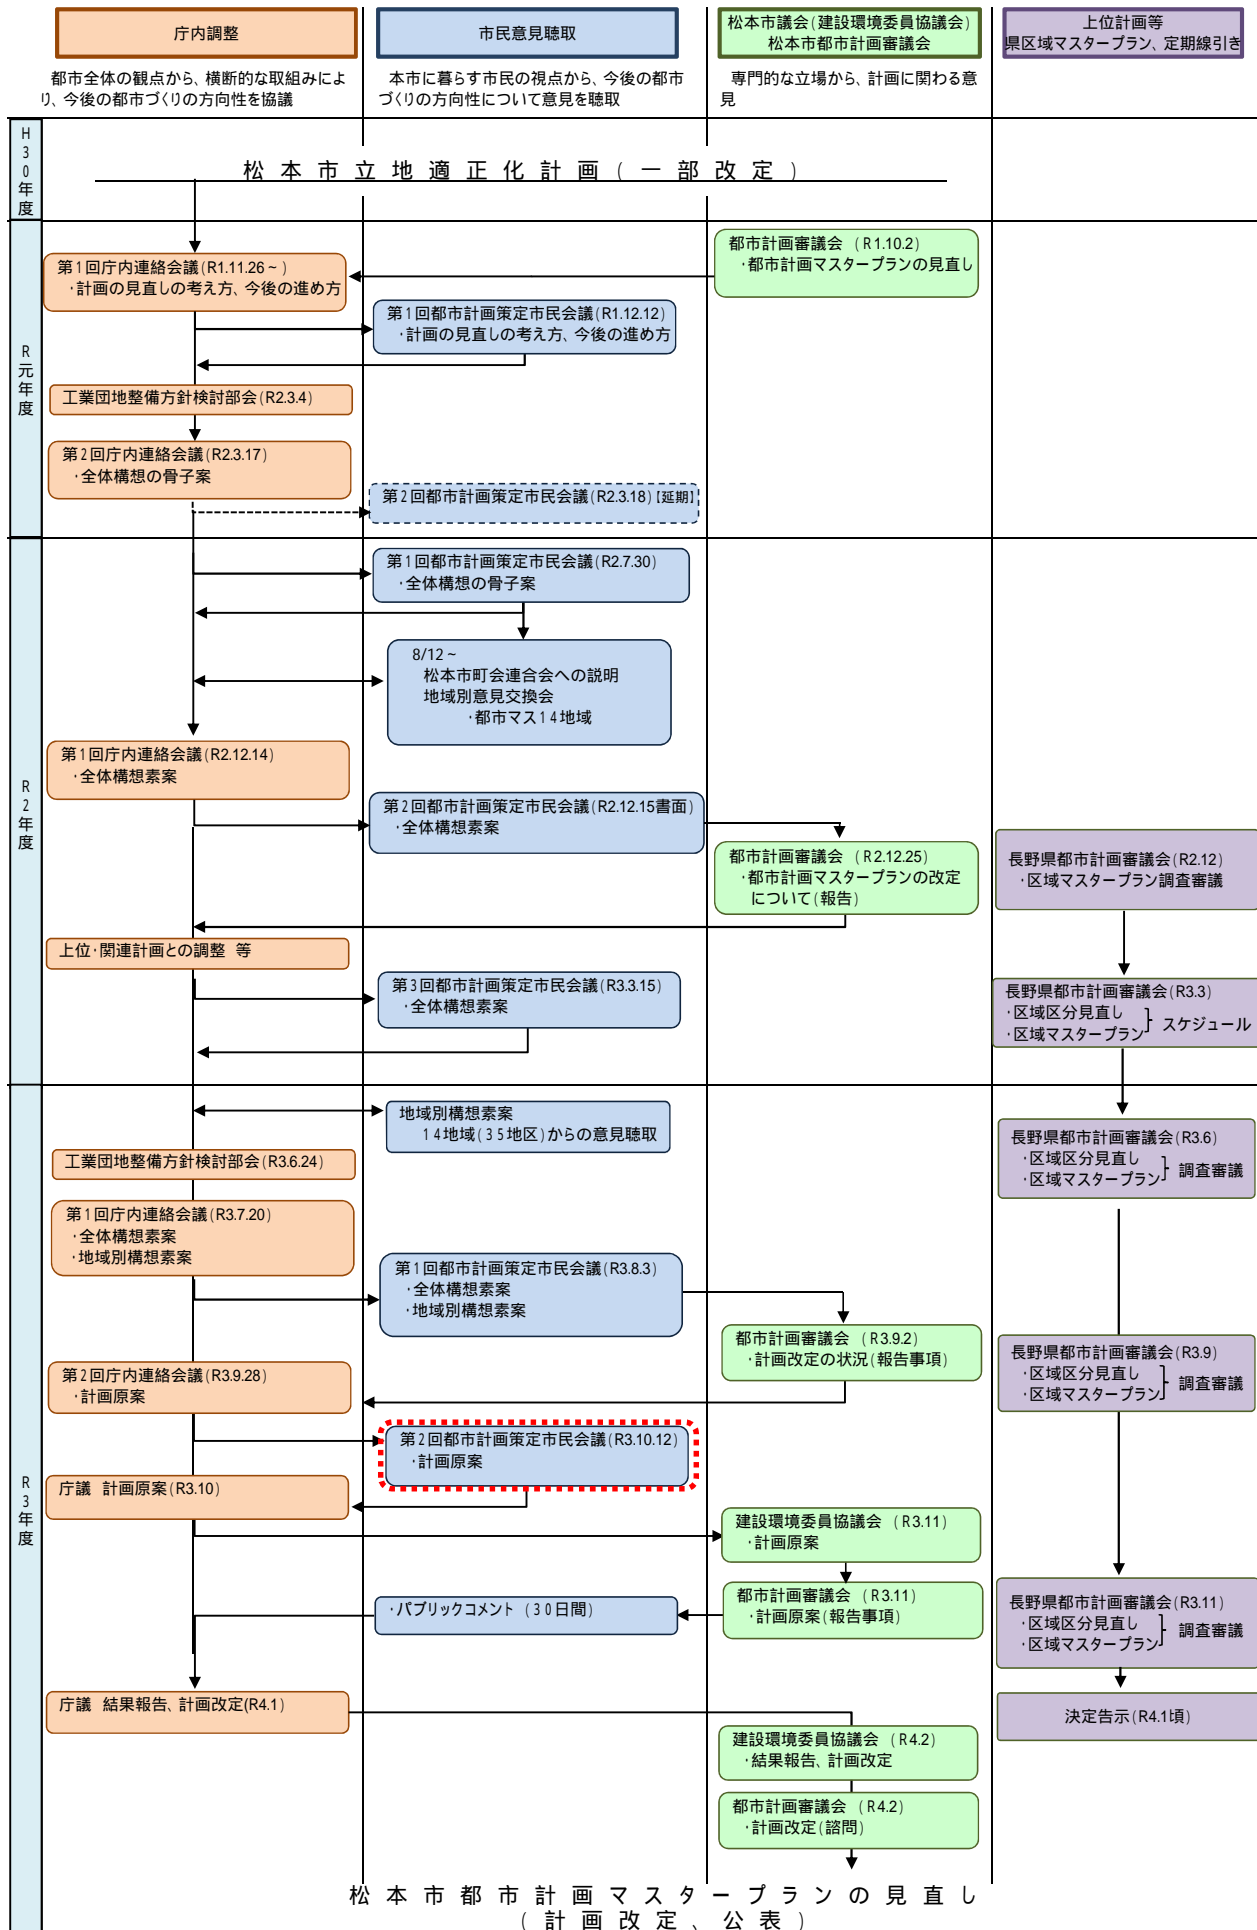 庁内調整
市民意見聴取
松本市議会(建設環境委員協議会)
松本市都市計画審議会
上位計画等
県区域マスタープラン、定期線引き
都市全体の観点から、横断的な取組みによ
り、今後の都市づくりの方向性を協議
本市に暮らす市民の視点から、今後の都市
づくりの方向性について意見を聴取
専門的な立場から、計画に関わる意
見
H30年度
松本市立地適正化計画(一部改定)
R元年度
都市計画審議会 (R1.10.2)
・都市計画マスタープランの見直し
第1回庁内連絡会議(R1.11.26~)
・計画の見直しの考え方、今後の進め方
第1回都市計画策定市民会議(R1.12.12)
・計画の見直しの考え方、今後の進め方
工業団地整備方針検討部会(R2.3.4)
第2回庁内連絡会議(R2.3.17)
・全体構想の骨子案
第2回都市計画策定市民会議(R2.3.18)【延期】
R2年度
第1回都市計画策定市民会議(R2.7.30)
・全体構想の骨子案
8/12~
松本市町会連合会への説明
地域別意見交換会
・都市マス14地域
第1回庁内連絡会議(R2.12.14)
・全体構想素案
第2回都市計画策定市民会議(R2.12.15書面)
・全体構想素案
都市計画審議会 (R2.12.25)
・都市計画マスタープランの改定
について(報告)
長野県都市計画審議会(R2.12)
・区域マスタープラン調査審議
上位・関連計画との調整 等
第3回都市計画策定市民会議(R3.3.15)
・全体構想素案
長野県都市計画審議会(R3.3)
・区域区分見直し
・区域マスタープラン
スケジュール
R3年度
地域別構想素案
14地域(35地区)からの意見聴取
工業団地整備方針検討部会(R3.6.24)
長野県都市計画審議会(R3.6)
・区域区分見直し
・区域マスタープラン
調査審議
第1回庁内連絡会議(R3.7.20)
・全体構想素案
・地域別構想素案
第1回都市計画策定市民会議(R3.8.3)
・全体構想素案
・地域別構想素案
都市計画審議会 (R3.9.2)
・計画改定の状況(報告事項)
長野県都市計画審議会(R3.9)
・区域区分見直し
・区域マスタープラン
調査審議
第2回庁内連絡会議(R3.9.28)
・計画原案
第2回都市計画策定市民会議(R3.10.12)
・計画原案
庁議 計画原案(R3.10)
建設環境委員協議会 (R3.11)
・計画原案
都市計画審議会 (R3.11)
・計画原案(報告事項)
・パブリックコメント (30日間)
長野県都市計画審議会(R3.11)
・区域区分見直し
・区域マスタープラン
調査審議
庁議 結果報告、計画改定(R4.1)
決定告示(R4.1頃)
建設環境委員協議会 (R4.2)
・結果報告、計画改定
都市計画審議会 (R4.2)
・計画改定(諮問)
松本市都市計画マスタープランの見直し
(計画改定、公表)